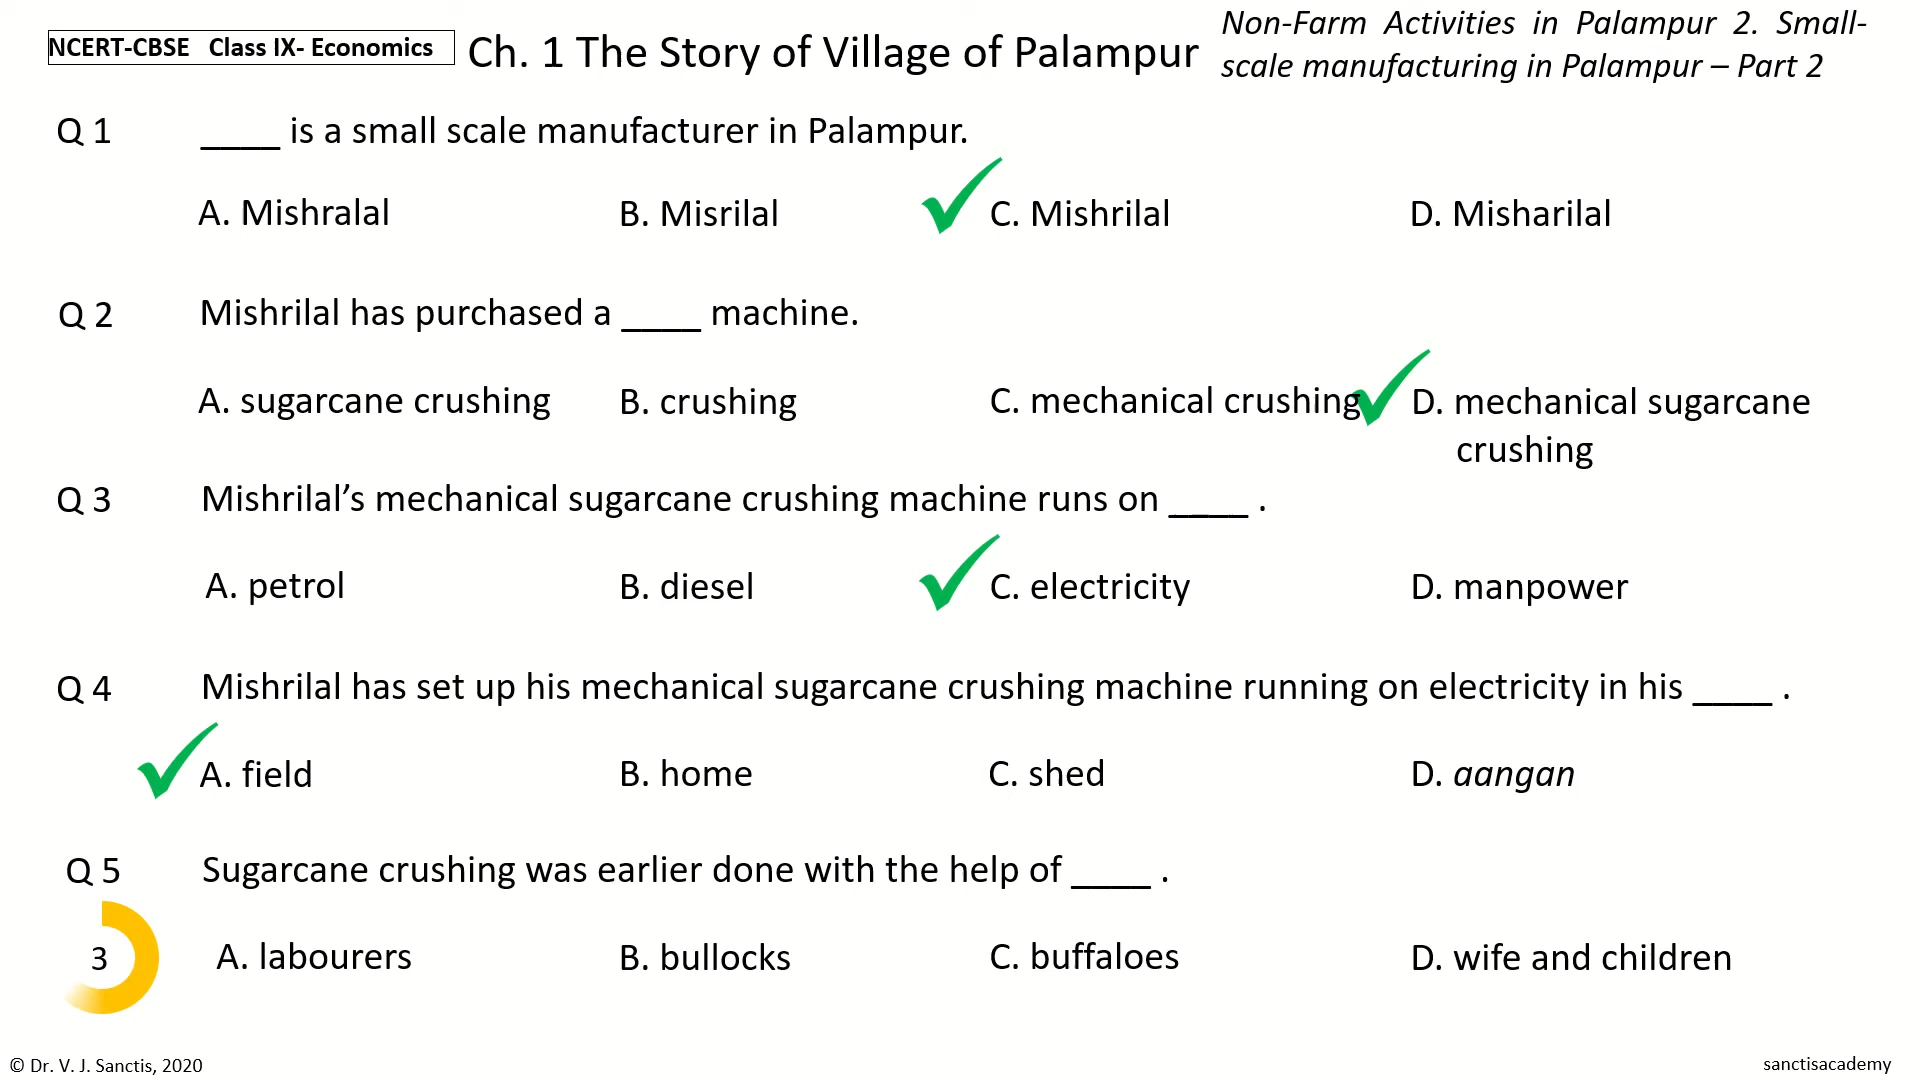 NCERT-CBSE Class IX- Economics
Ch. 1 The Story of Village of Palampur
Non-Farm Activities in Palampur 2. Small-
scale manufacturing in Palampur – Part 2
Q 1 ____ is a small scale manufacturer in Palampur.
A. Mishralal B. Misrilal C. Mishrilal D. Misharilal
Q 2 Mishrilal has purchased a ____ machine.
A. sugarcane crushing B. crushing C. mechanical crushing D. mechanical sugarcane
crushing
Q 3 Mishrilal’s mechanical sugarcane crushing machine runs on ____ .
A. petrol B. diesel C. electricity D. manpower
Q 4 Mishrilal has set up his mechanical sugarcane crushing machine running on electricity in his ____ .
A. field B. home C. shed D. aangan
Q 5 Sugarcane crushing was earlier done with the help of ____ .
3 A. labourers B. bullocks C. buffaloes D. wife and children
© Dr. V. J. Sanctis, 2020
sanctisacademy